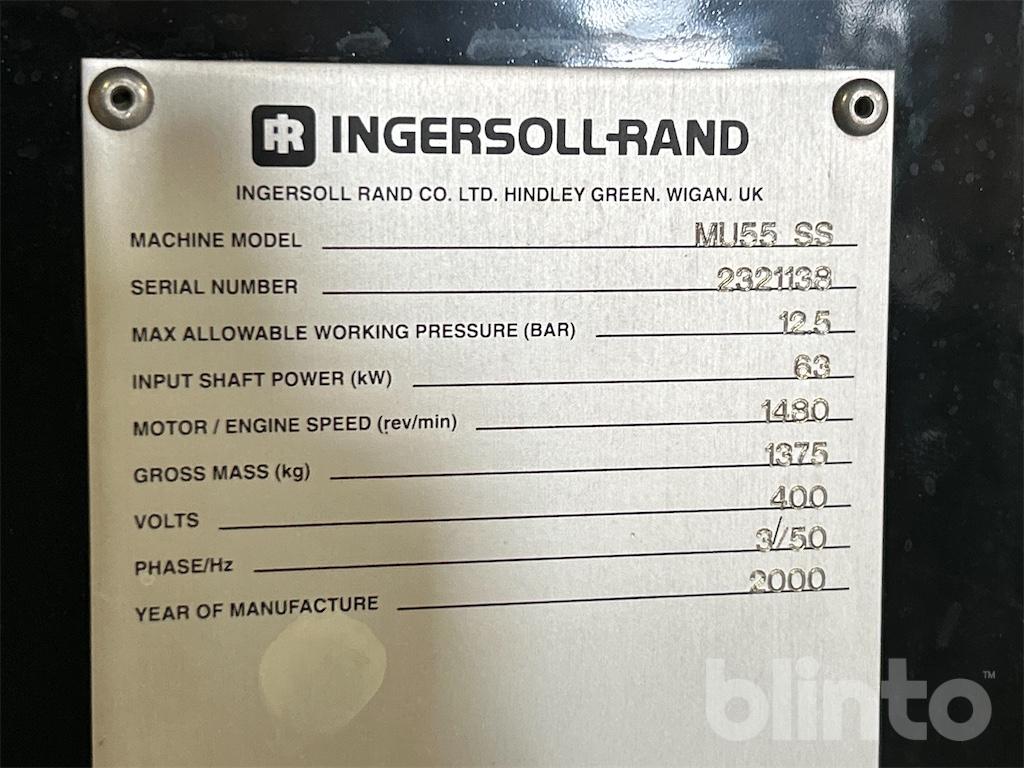 IR INGERSOLL-RAND
INGERSOLL RAND CO. LTD. HINDLEY GREEN. WIGAN. UK
MACHINE MODEL MU55 SS
SERIAL NUMBER 2321138
MAX ALLOWABLE WORKING PRESSURE (BAR) 12.5
INPUT SHAFT POWER (kW) 63
MOTOR / ENGINE SPEED (rev/min) 1480
GROSS MASS (kg) 1375
VOLTS 400
PHASE/Hz 3/50
YEAR OF MANUFACTURE 2000
blinto™